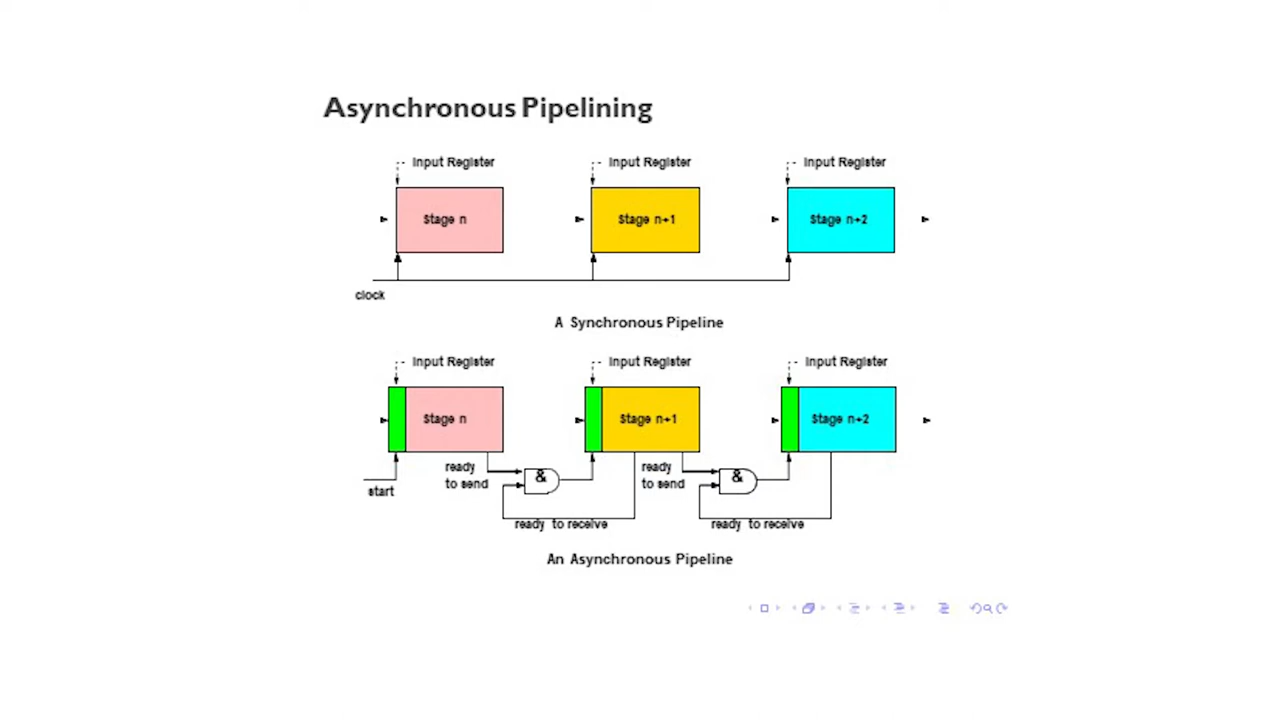 Asynchronous Pipelining
Input Register Input Register Input Register
Stage n Stage n+1 Stage n+2
clock
A Synchronous Pipeline
Input Register Input Register Input Register
Stage n Stage n+1 Stage n+2
ready ready
& &
start to send to send
ready to receive ready to receive
An Asynchronous Pipeline